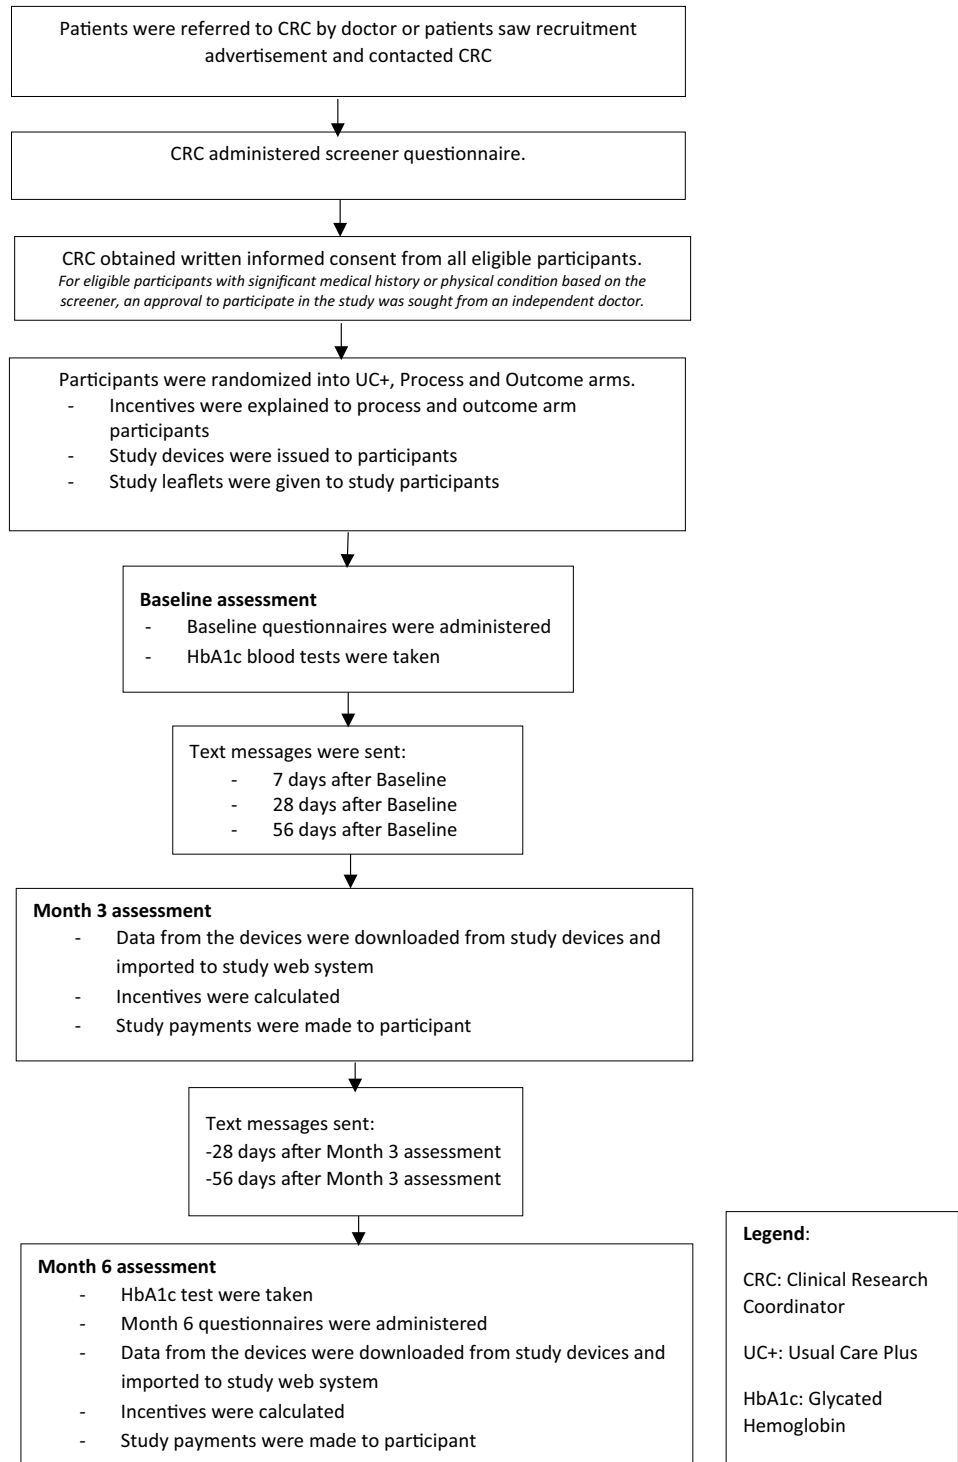 Patients were referred to CRC by doctor or patients saw recruitment
advertisement and contacted CRC
CRC administered screener questionnaire.
CRC obtained written informed consent from all eligible participants.
For eligible participants with significant medical history or physical condition based on the
screener, an approval to participate in the study was sought from an independent doctor.
Participants were randomized into UC+, Process and Outcome arms.
- Incentives were explained to process and outcome arm
participants
- Study devices were issued to participants
- Study leaflets were given to study participants
Baseline assessment
- Baseline questionnaires were administered
- HbA1c blood tests were taken
Text messages were sent:
- 7 days after Baseline
- 28 days after Baseline
- 56 days after Baseline
Month 3 assessment
- Data from the devices were downloaded from study devices and
imported to study web system
- Incentives were calculated
- Study payments were made to participant
Text messages sent:
-28 days after Month 3 assessment
-56 days after Month 3 assessment
Month 6 assessment
- HbA1c test were taken
- Month 6 questionnaires were administered
- Data from the devices were downloaded from study devices and
imported to study web system
- Incentives were calculated
- Study payments were made to participant
Legend:
CRC: Clinical Research
Coordinator
UC+: Usual Care Plus
HbA1c: Glycated
Hemoglobin